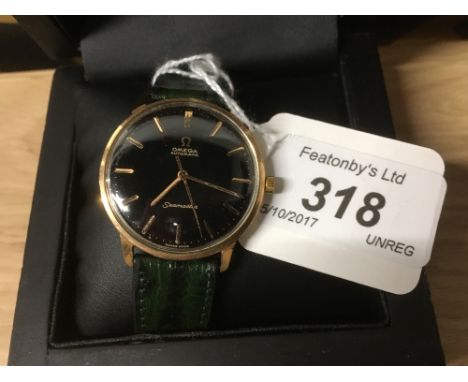 Ω
OMEGA
AUTOMATIC
Seamaster
Featonby's Ltd
318
5/10/2017
UNREG